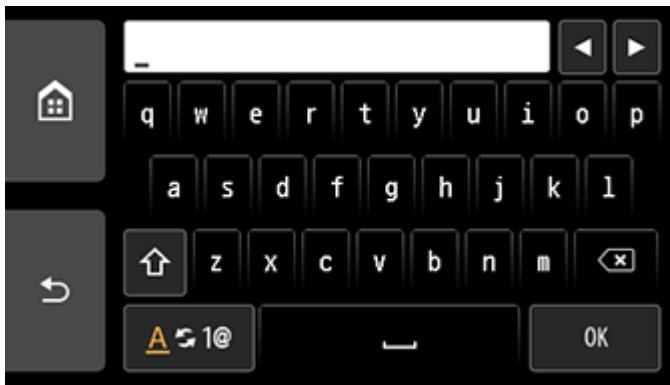 _
q w e r t y u i o p
a s d f g h j k l
z x c v b n m
A 1@ OK